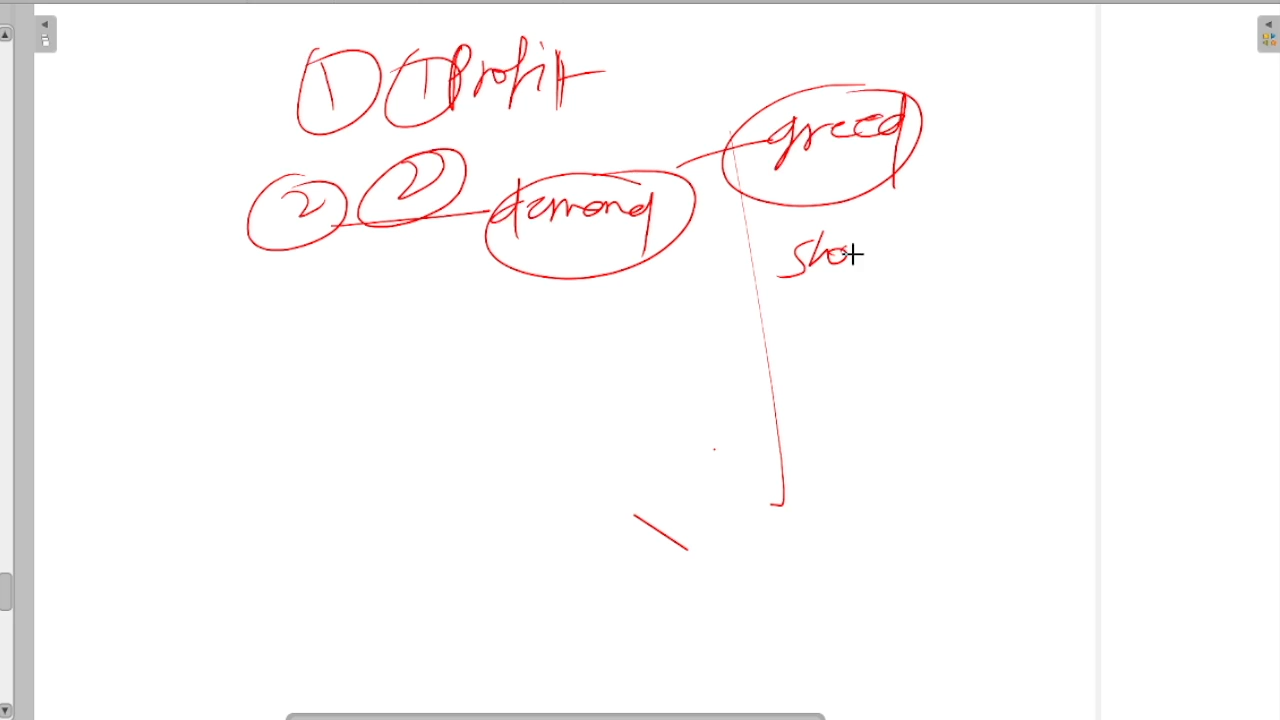 ① ① Profit
greed
② ② demand
sho